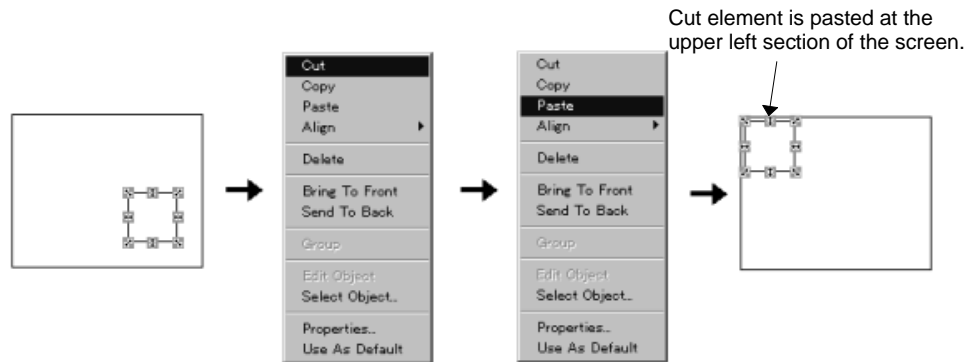 Cut element is pasted at the
upper left section of the screen.
Cut
Copy
Paste
Align
Delete
Bring To Front
Send To Back
Group
Edit Object
Select Object...
Properties...
Use As Default
Cut
Copy
Paste
Align
Delete
Bring To Front
Send To Back
Group
Edit Object
Select Object...
Properties...
Use As Default